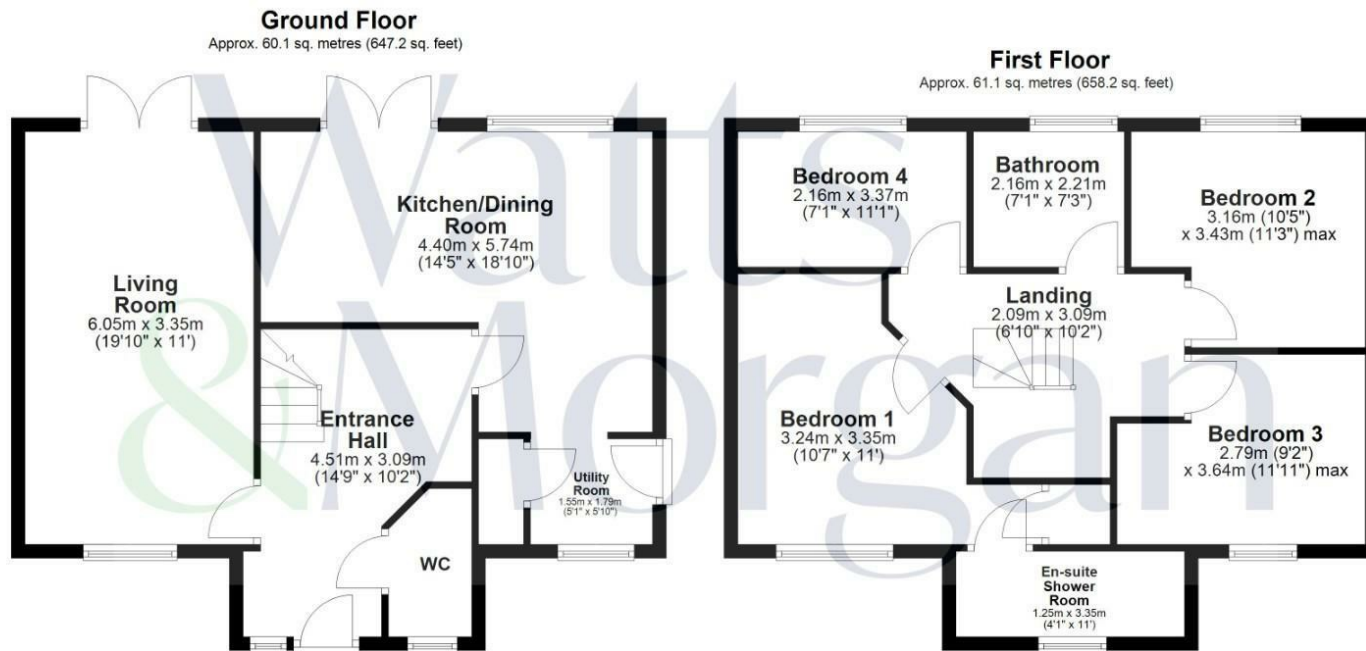 Ground Floor
Approx. 60.1 sq. metres (647.2 sq. feet)
Living
Room
6.05m x 3.35m
(19'10" x 11')
Kitchen/Dining
Room
4.40m x 5.74m
(14'5" x 18'10")
Entrance
Hall
4.51m x 3.09m
(14'9" x 10'2")
Utility
Room
1.55m x 1.79m
(5'1" x 5'10")
WC
First Floor
Approx. 61.1 sq. metres (658.2 sq. feet)
Bedroom 4
2.16m x 3.37m
(7'1" x 11'1")
Bathroom
2.16m x 2.21m
(7'1" x 7'3")
Bedroom 2
3.16m (10'5")
x 3.43m (11'3") max
Landing
2.09m x 3.09m
(6'10" x 10'2")
Bedroom 1
3.24m x 3.35m
(10'7" x 11')
Bedroom 3
2.79m (9'2")
x 3.64m (11'11") max
En-suite
Shower
Room
1.25m x 3.35m
(4'1" x 11')
Watts
&Morgan